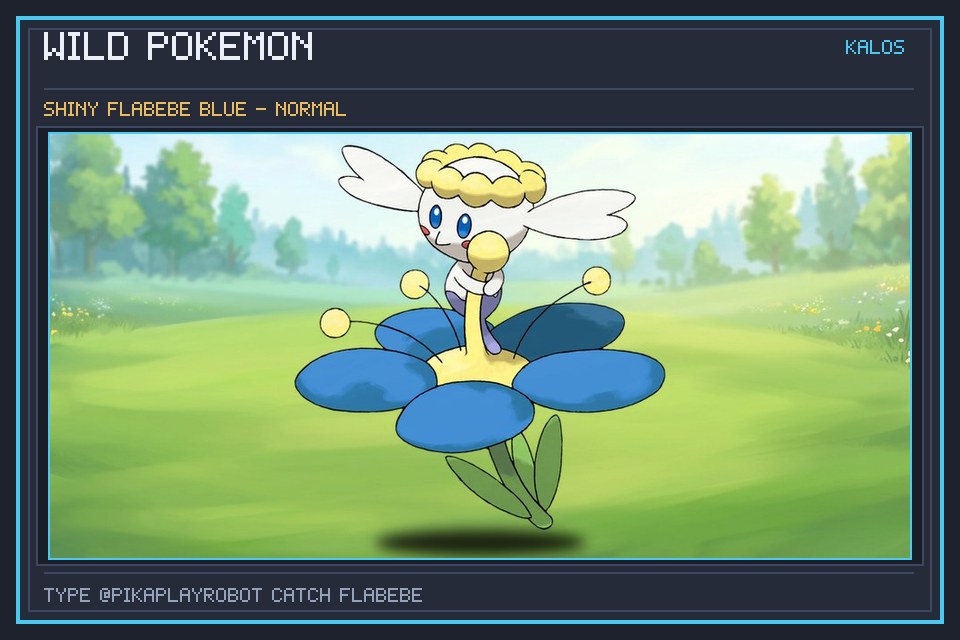 WILD POKEMON
KALOS
SHINY FLABEBE BLUE - NORMAL
TYPE @PIKAPLAYROBOT CATCH FLABEBE